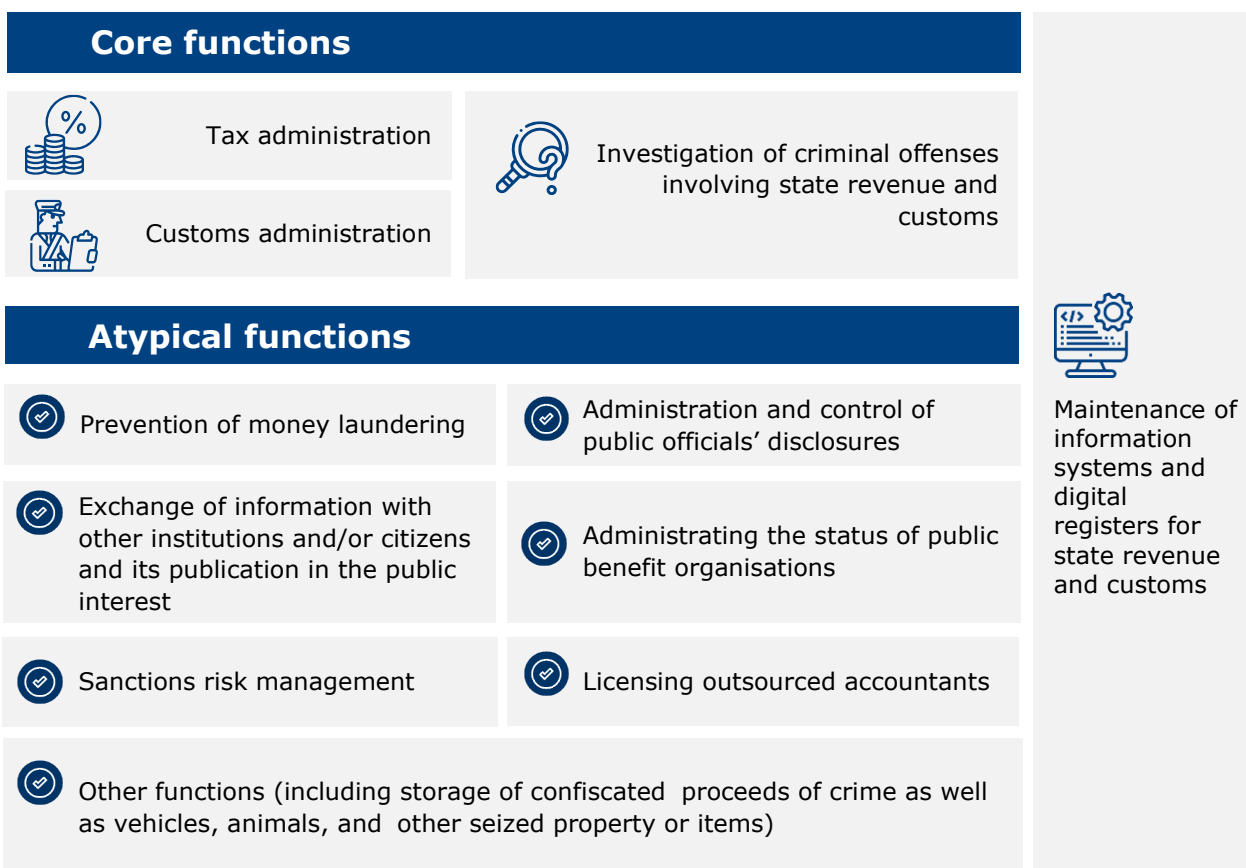 Core functions
Tax administration
Customs administration
Investigation of criminal offenses
involving state revenue and
customs
Atypical functions
Prevention of money laundering
Administration and control of
public officials’ disclosures
Exchange of information with
other institutions and/or citizens
and its publication in the public
interest
Administrating the status of public
benefit organisations
Sanctions risk management
Licensing outsourced accountants
Other functions (including storage of confiscated proceeds of crime as well
as vehicles, animals, and other seized property or items)
Maintenance of
information
systems and
digital
registers for
state revenue
and customs